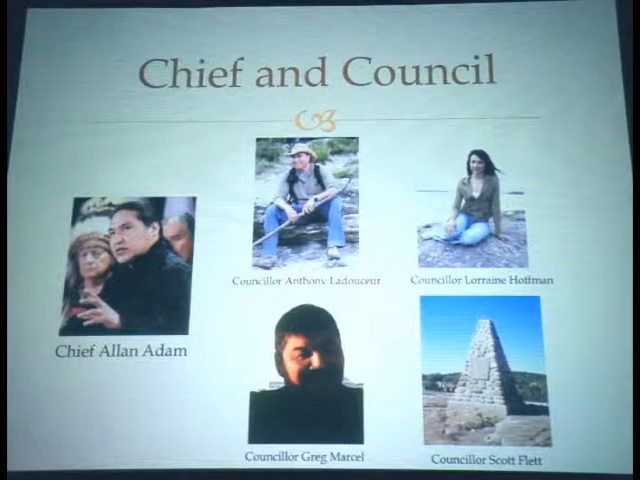 Chief and Council
Councillor Anthony Ladouceur
Councillor Lorraine Hoffman
Chief Allan Adam
Councillor Greg Marcel
Councillor Scott Flett